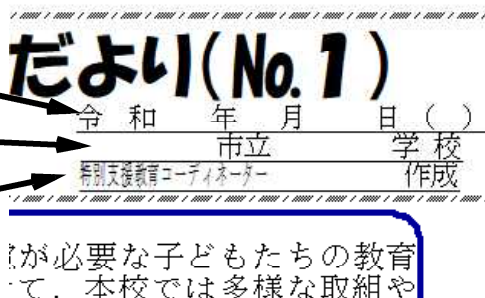 だより(No.1)
令 和 年 月 日 ( )
市立 学 校
特別支援教育コーディネーター 作成
が必要な子どもたちの教育
て，本校では多様な取組や